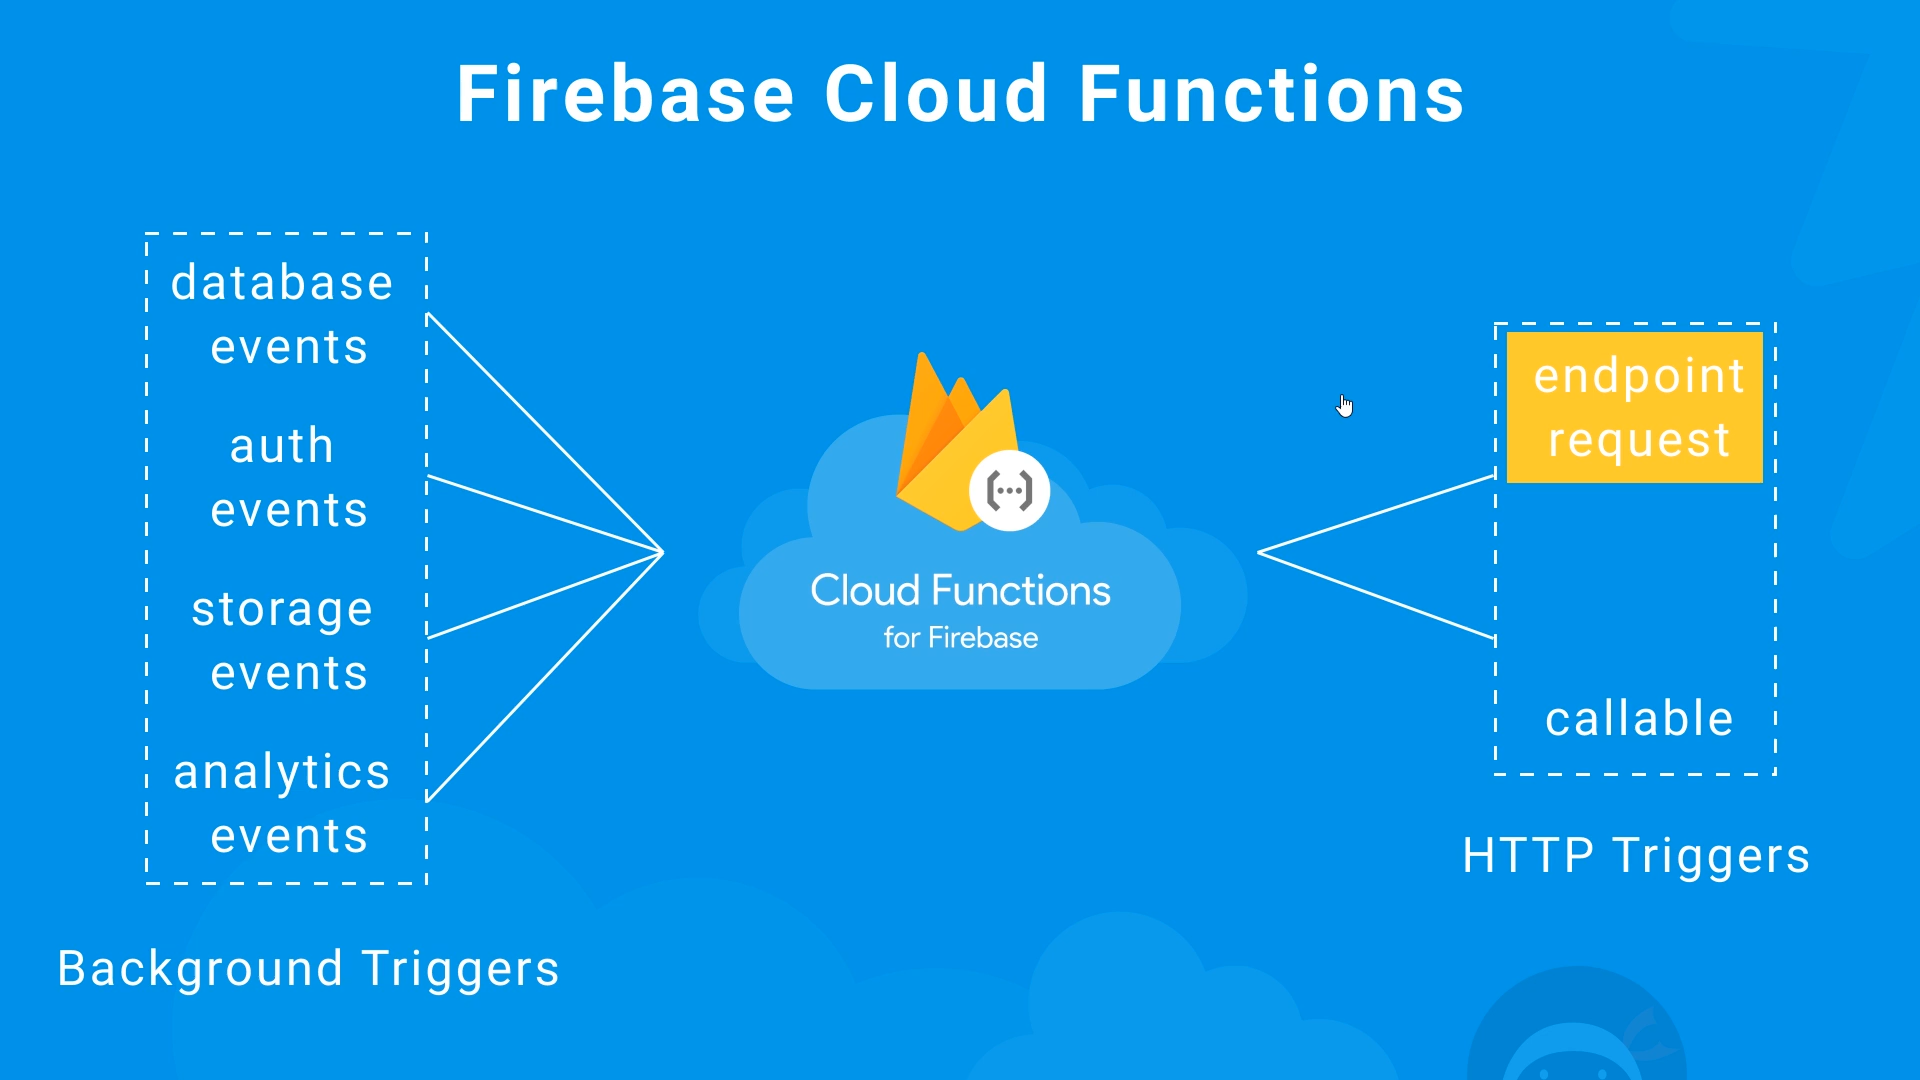 Firebase Cloud Functions
database
events
auth
events
storage
events
analytics
events
Background Triggers
Cloud Functions
for Firebase
endpoint
request
callable
HTTP Triggers